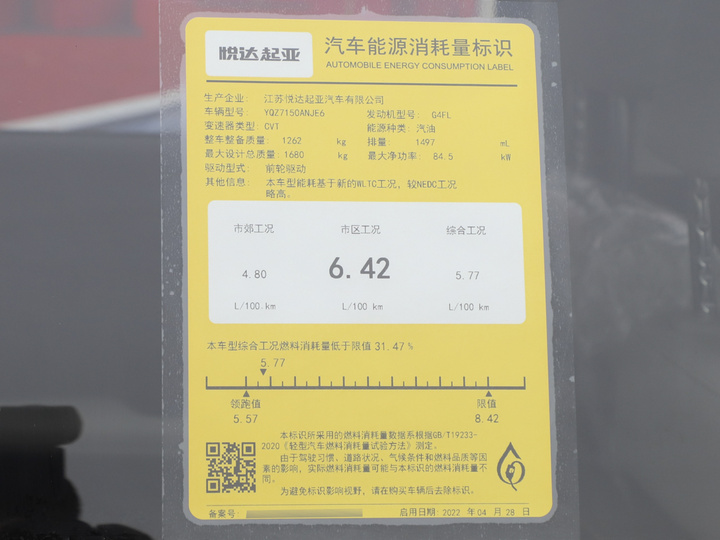 悦达起亚
汽车能源消耗量标识
AUTOMOBILE ENERGY CONSUMPTION LABEL
生产企业: 江苏悦达起亚汽车有限公司
车辆型号: YQZ7150ANJE6 发动机型号: G4FL
变速器类型: CVT 能源种类: 汽油
整车整备质量: 1262 kg 排量: 1497 mL
最大设计总质量: 1680 kg 最大净功率: 84.5 kW
驱动型式: 前轮驱动
其他信息: 本车型能耗基于新的WLTC工况、较NEDC工况
略高。
市郊工况 市区工况 综合工况
4.80 6.42 5.77
L/100 km L/100 km L/100 km
本车型综合工况燃料消耗量低于限值 31.47 %
5.77
领跑值 限值
5.57 8.42
本标识所采用的燃料消耗量数据系根据GB/T19233-
2020《轻型汽车燃料消耗量试验方法》测定。
由于驾驶习惯、道路状况、气候条件和燃料品质等因
素的影响,实际燃料消耗量可能与本标识的燃料消耗量不
同。
为避免标识影响视野,请在购买车辆后去除标识。
备案号: 启用日期: 2022 年 04 月 28 日